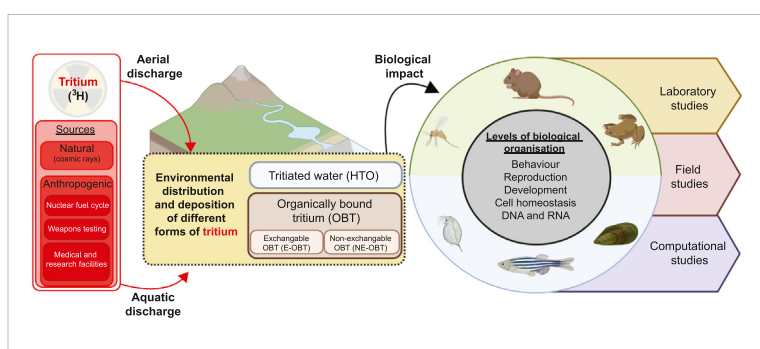 Tritium
(³H)
Sources
Natural
(cosmic rays)
Anthropogenic
Nuclear fuel cycle
Weapons testing
Medical and
research facilities
Aerial
discharge
Aquatic
discharge
Environmental
distribution
and deposition
of different
forms of tritium
Tritiated water (HTO)
Organically bound
tritium (OBT)
Exchangable
OBT (E-OBT)
Non-exchangable
OBT (NE-OBT)
Biological
impact
Levels of biological
organisation
Behaviour
Reproduction
Development
Cell homeostasis
DNA and RNA
Laboratory
studies
Field
studies
Computational
studies